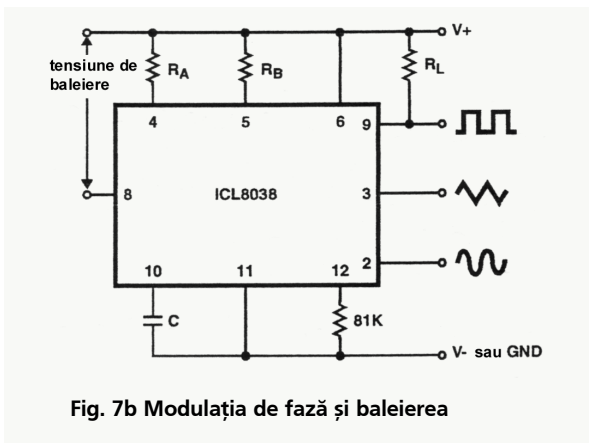 V+
tensiune de
baleiere
RA
RB
RL
4
5
6
9
8
ICL8038
3
10
11
12
2
C
81K
V- sau GND
Fig. 7b Modulația de fază și baleierea